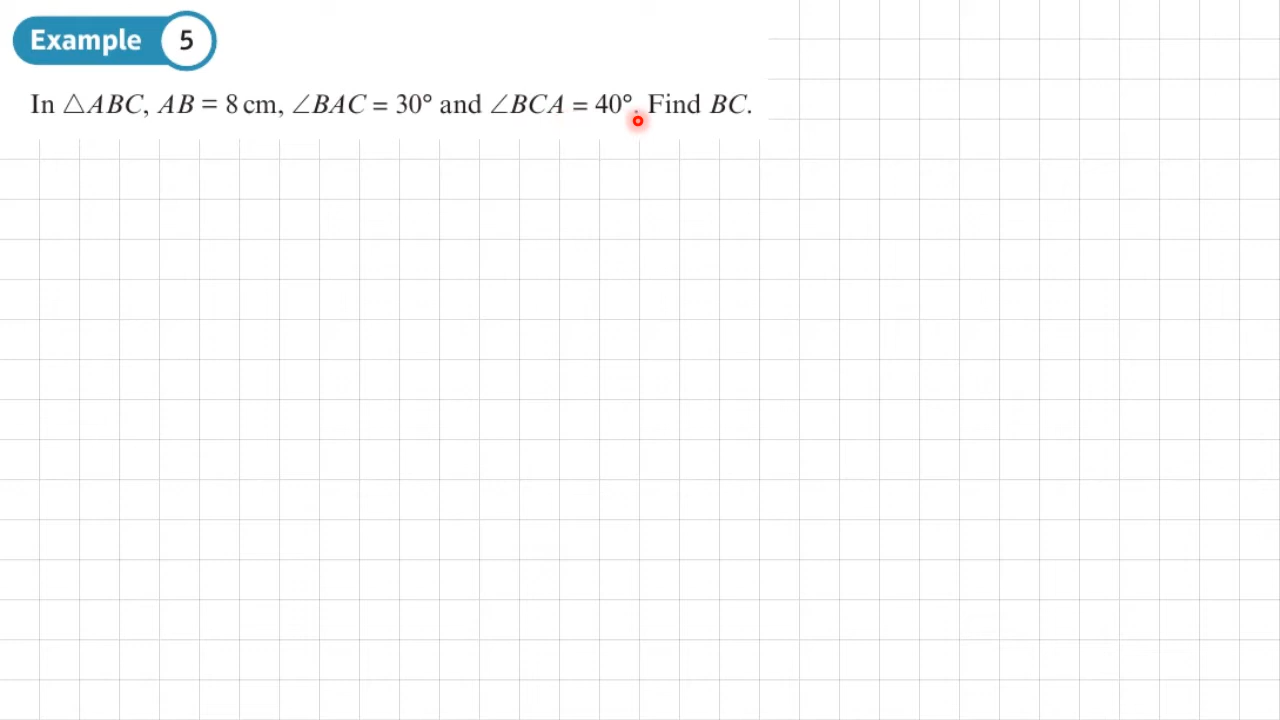 Example 5
In △ABC, AB = 8 cm, ∠BAC = 30° and ∠BCA = 40°. Find BC.